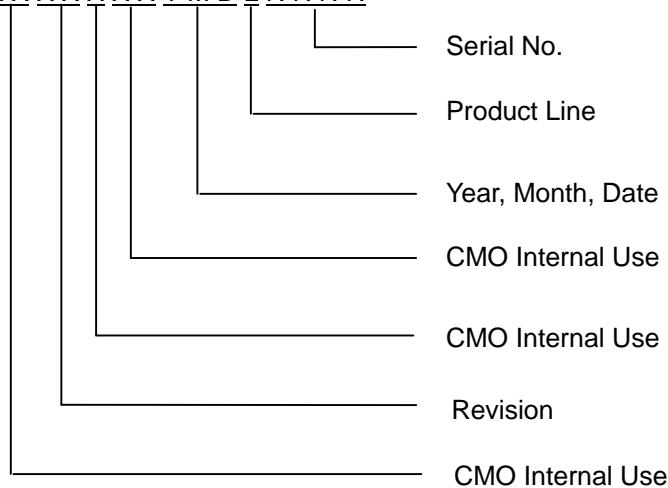 Serial No.
Product Line
Year, Month, Date
CMO Internal Use
CMO Internal Use
Revision
CMO Internal Use